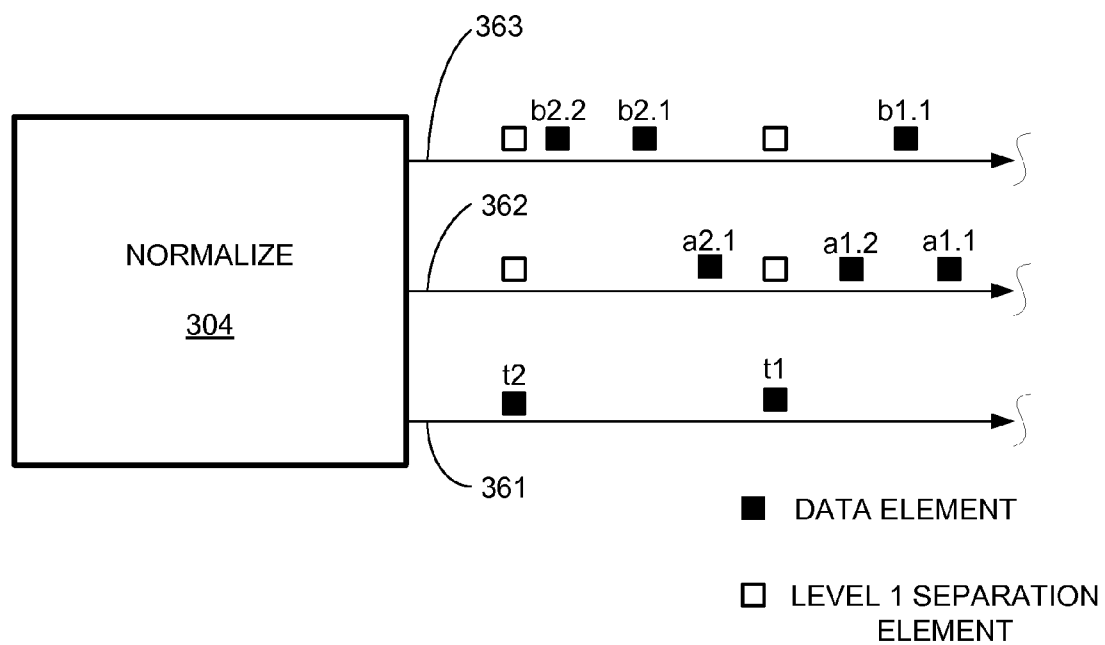 363
b2.2 b2.1 b1.1
362
a2.1 a1.2 a1.1
NORMALIZE
304
t2 t1
361
DATA ELEMENT
LEVEL 1 SEPARATION
ELEMENT